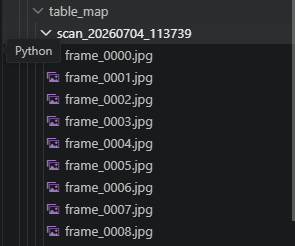 table_map
scan_20260704_113739
Python
frame_0000.jpg
frame_0001.jpg
frame_0002.jpg
frame_0003.jpg
frame_0004.jpg
frame_0005.jpg
frame_0006.jpg
frame_0007.jpg
frame_0008.jpg